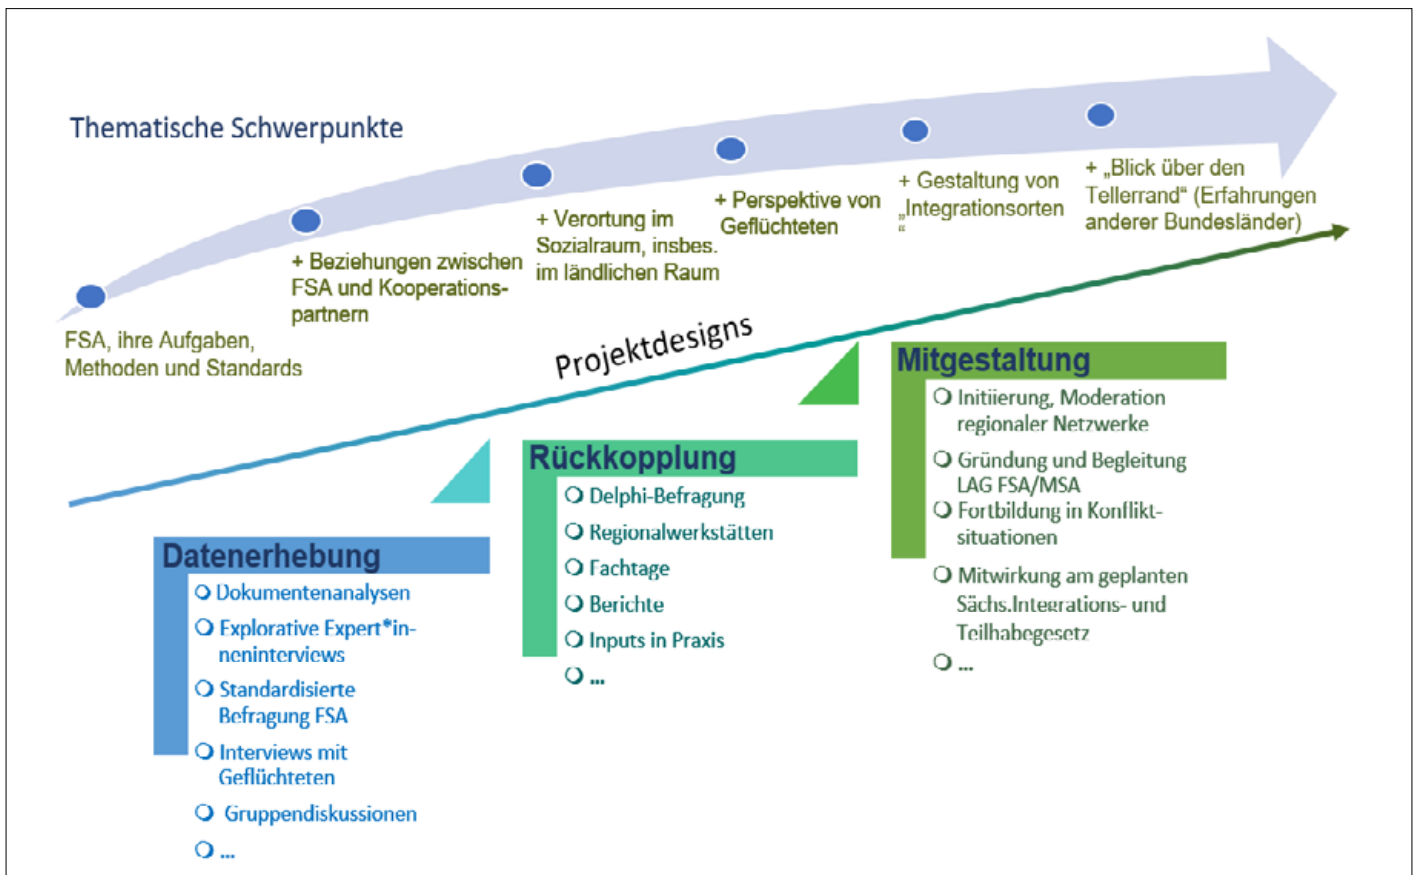 Thematische Schwerpunkte
FSA, ihre Aufgaben,
Methoden und Standards
+ Beziehungen zwischen
FSA und Kooperations-
partnern
+ Verortung im
Sozialraum, insbes.
im ländlichen Raum
+ Perspektive von
Geflüchteten
+ Gestaltung von
„Integrationsorten
“
+ „Blick über den
Tellerrand“ (Erfahrungen
anderer Bundesländer)
Projektdesigns
Datenerhebung
Dokumentenanalysen
Explorative Expert*in-
neninterviews
Standardisierte
Befragung FSA
Interviews mit
Geflüchteten
Gruppendiskussionen
...
Rückkopplung
Delphi-Befragung
Regionalwerkstätten
Fachtage
Berichte
Inputs in Praxis
...
Mitgestaltung
Initiierung, Moderation
regionaler Netzwerke
Gründung und Begleitung
LAG FSA/MSA
Fortbildung in Konflikt-
situationen
Mitwirkung am geplanten
Sächs.Integrations- und
Teilhabegesetz
...